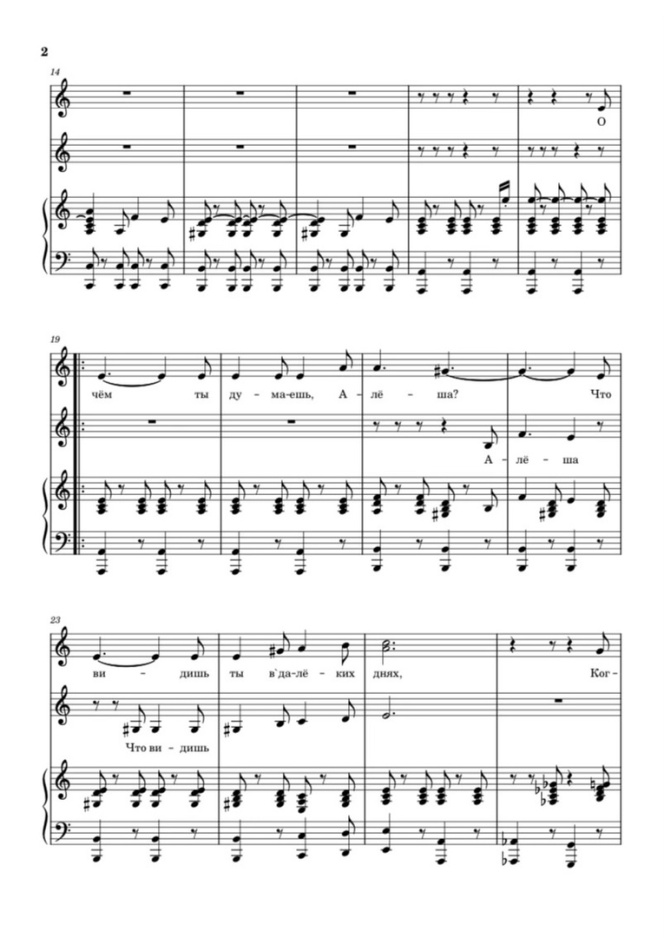 2
14
О
19
чём ты ду - ма-ешь, А - лё - ша? Что
А - лё - ша
23
ви - дишь ты в`да-лё - ких днях, Ког-
Что ви - дишь